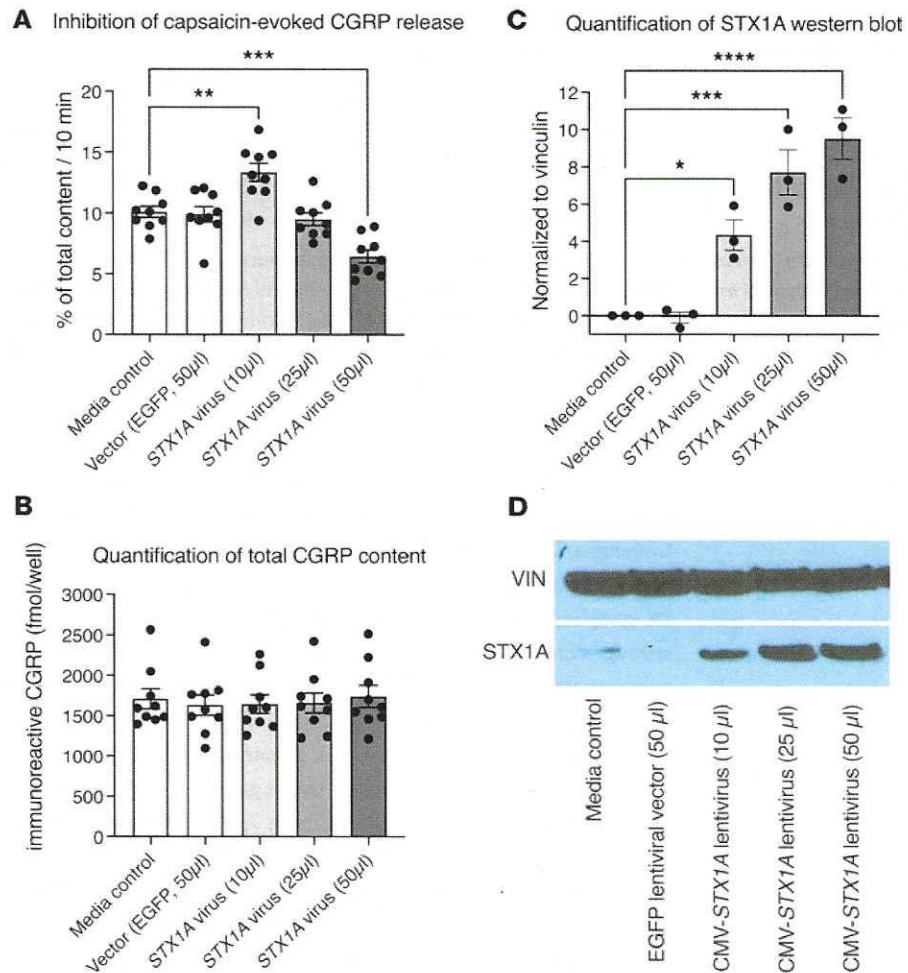 A Inhibition of capsaicin-evoked CGRP release
***
**
% of total content / 10 min
20
15
10
5
0
Media control
Vector (EGFP, 50µl)
STX1A virus (10µl)
STX1A virus (25µl)
STX1A virus (50µl)
B
Quantification of total CGRP content
immunoreactive CGRP (fmol/well)
3000
2500
2000
1500
1000
500
0
Media control
Vector (EGFP, 50µl)
STX1A virus (10µl)
STX1A virus (25µl)
STX1A virus (50µl)
C Quantification of STX1A western blot
****
***
*
Normalized to vinculin
12
10
8
6
4
2
0
Media control
Vector (EGFP, 50µl)
STX1A virus (10µl)
STX1A virus (25µl)
STX1A virus (50µl)
D
VIN
STX1A
Media control
EGFP lentiviral vector (50 µl)
CMV-STX1A lentivirus (10 µl)
CMV-STX1A lentivirus (25 µl)
CMV-STX1A lentivirus (50 µl)